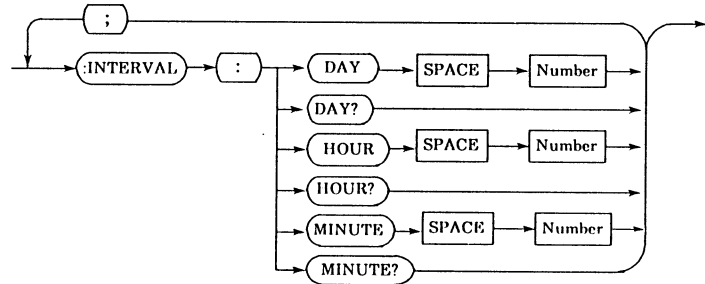 ;
:INTERVAL : DAY SPACE Number
DAY?
HOUR SPACE Number
HOUR?
MINUTE SPACE Number
MINUTE?